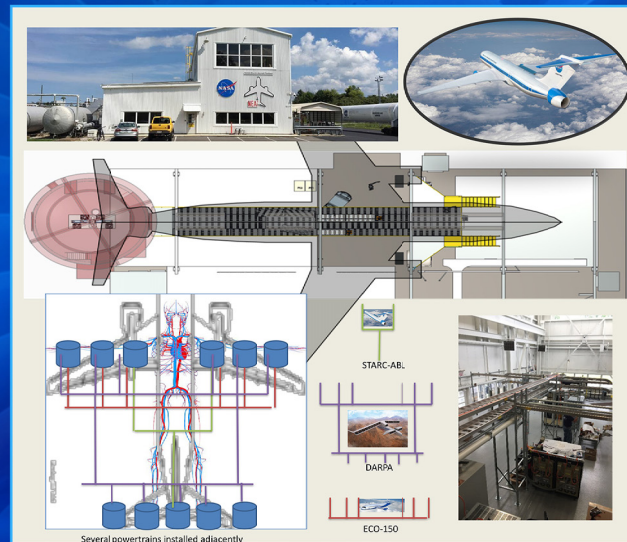 NASA
STARC-ABL
DARPA
ECO-150
Several powertrains installed adjacently